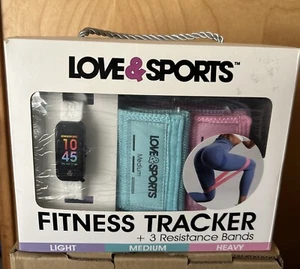 LOVE&SPORTS™
10
45
LOVE&SPORTS
Medium
FITNESS TRACKER
+ 3 Resistance Bands
LIGHT MEDIUM HEAVY